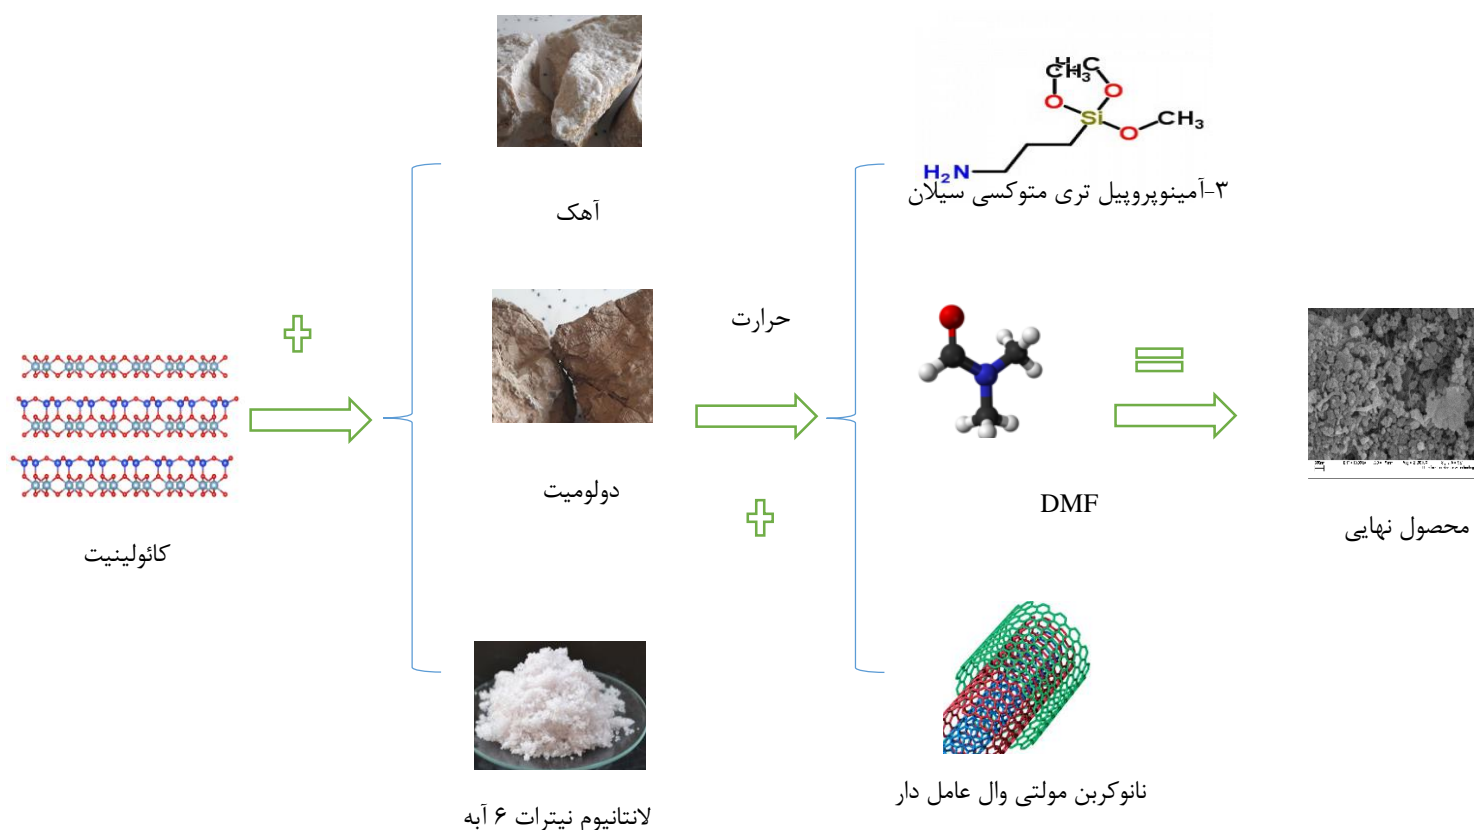 کائولینیت
آهک
دولومیت
لانتانیوم نیترات ۶ آبه
حرارت
CH₃
O
O
Si
O
CH₃
H₂N
۳-آمینوپروپیل تری متوکسی سیلان
DMF
نانوکربن مولتی وال عامل دار
محصول نهایی